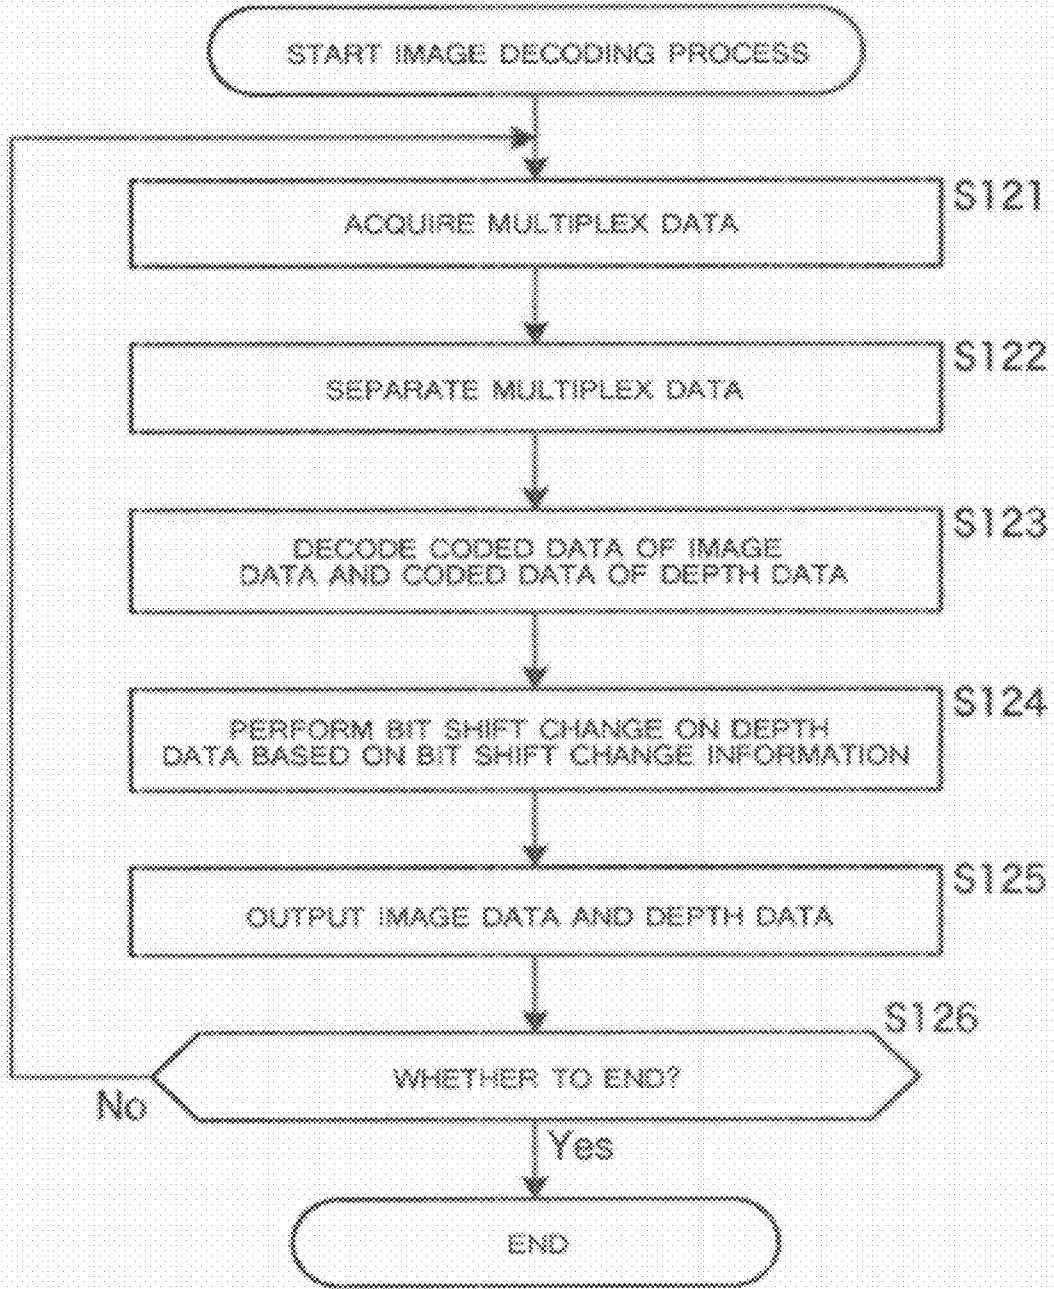 START IMAGE DECODING PROCESS
S121
ACQUIRE MULTIPLEX DATA
S122
SEPARATE MULTIPLEX DATA
S123
DECODE CODED DATA OF IMAGE
DATA AND CODED DATA OF DEPTH DATA
S124
PERFORM BIT SHIFT CHANGE ON DEPTH
DATA BASED ON BIT SHIFT CHANGE INFORMATION
S125
OUTPUT IMAGE DATA AND DEPTH DATA
S126
WHETHER TO END?
No
Yes
END